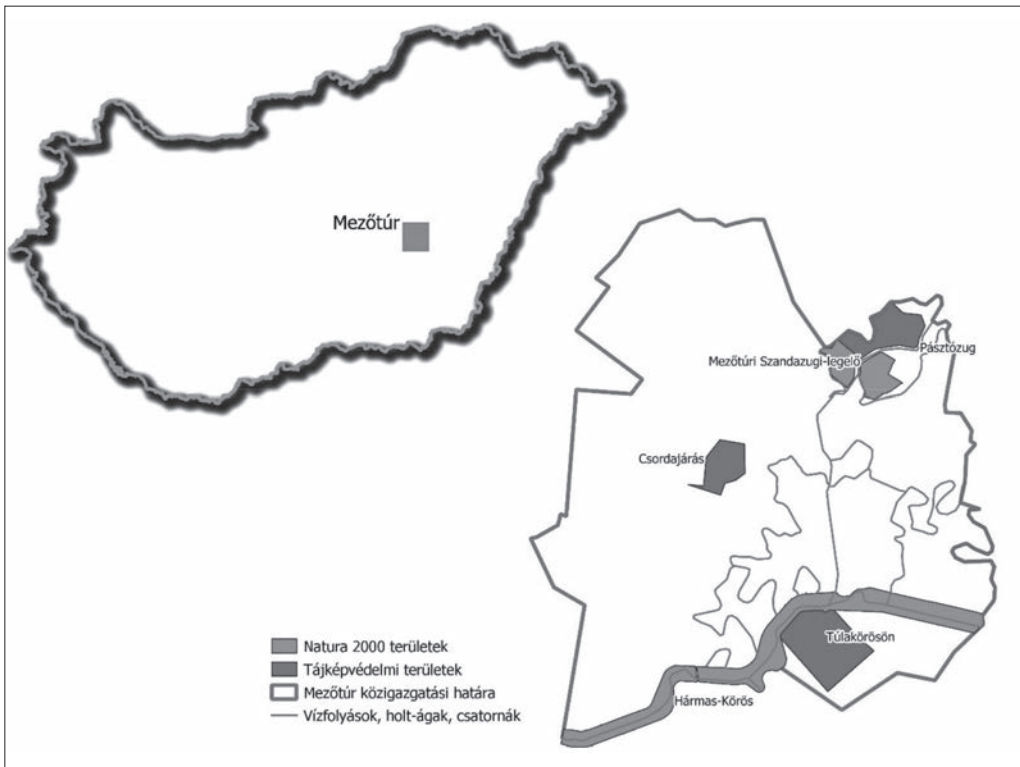 Mezőtúr
Pásztózug
Mezőtúri Szandazugi-legelő
Csordajárás
Túlakörösön
Hármas-Körös
Natura 2000 területek
Tájképvédelmi területek
Mezőtúr közigazgatási határa
Vízfolyások, holt-ágak, csatornák